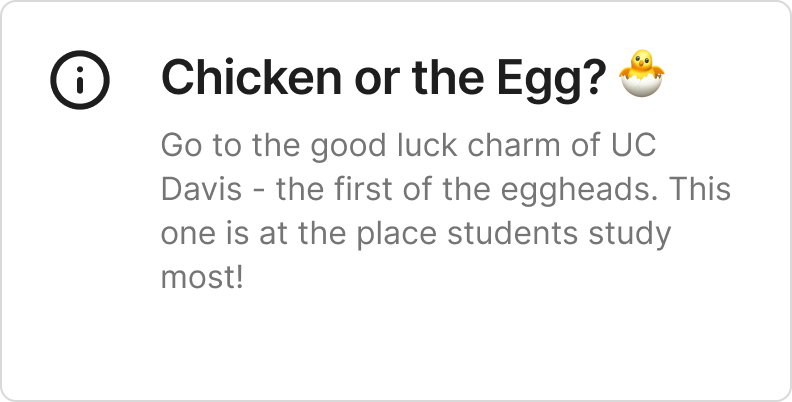 Chicken or the Egg? 🐣
Go to the good luck charm of UC
Davis - the first of the eggheads. This
one is at the place students study
most!